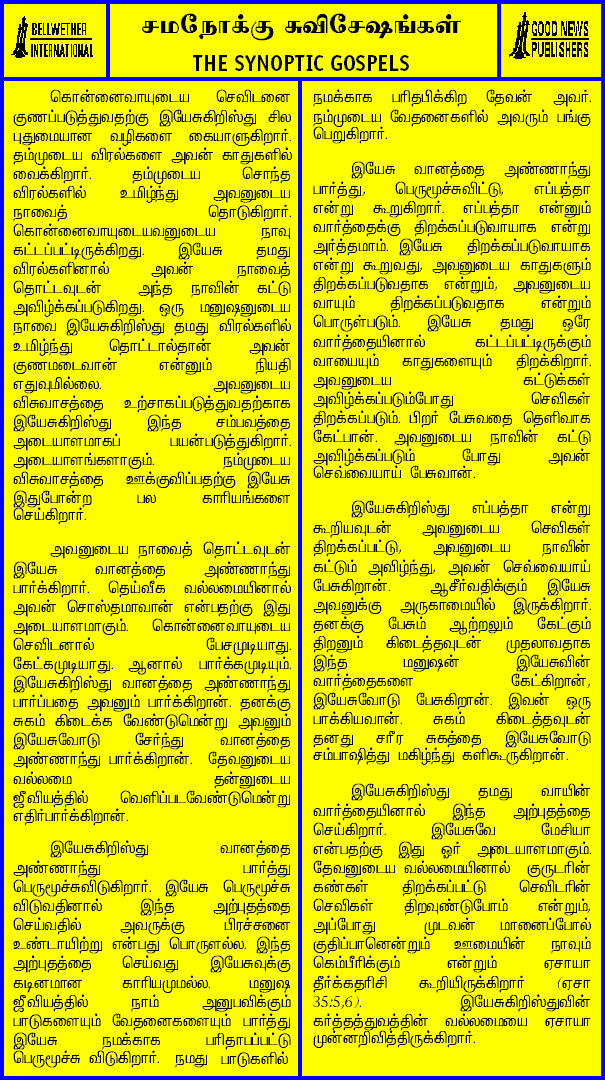 BELLWETHER
INTERNATIONAL
சமநோக்கு சுவிசேஷங்கள்
THE SYNOPTIC GOSPELS
GOOD NEWS
PUBLISHERS
கொன்னைவாயுடைய செவிடனை
குணப்படுத்துவதற்கு இயேசுகிறிஸ்து சில
புதுமையான வழிகளை கையாளுகிறார்.
தம்முடைய விரல்களை அவன் காதுகளில்
வைக்கிறார். தம்முடைய சொந்த
விரல்களில் உமிழ்ந்து அவனுடைய
நாவைத் தொடுகிறார்.
கொன்னைவாயுடையவனுடைய நாவு
கட்டப்பட்டிருக்கிறது. இயேசு தமது
விரல்களினால் அவன் நாவைத்
தொட்டவுடன் அந்த நாவின் கட்டு
அவிழ்க்கப்படுகிறது. ஒரு மனுஷனுடைய
நாவை இயேசுகிறிஸ்து தமது விரல்களில்
உமிழ்ந்து தொட்டால்தான் அவன்
குணமடைவான் என்னும் நியதி
எதுவுமில்லை. அவனுடைய
விசுவாசத்தை உற்சாகப்படுத்துவதற்காக
இயேசுகிறிஸ்து இந்த சம்பவத்தை
அடையாளமாகப் பயன்படுத்துகிறார்.
அடையாளங்களாகும். நம்முடைய
விசுவாசத்தை ஊக்குவிப்பதற்கு இயேசு
இதுபோன்ற பல காரியங்களை
செய்கிறார்.
அவனுடைய நாவைத் தொட்டவுடன்
இயேசு வானத்தை அண்ணாந்து
பார்க்கிறார். தெய்வீக வல்லமையினால்
அவன் சொஸ்தமாவான் என்பதற்கு இது
அடையாளமாகும். கொன்னைவாயுடைய
செவிடனால் பேசமுடியாது.
கேட்கமுடியாது. ஆனால் பார்க்கமுடியும்.
இயேசுகிறிஸ்து வானத்தை அண்ணாந்து
பார்ப்பதை அவனும் பார்க்கிறான். தனக்கு
சுகம் கிடைக்க வேண்டுமென்று அவனும்
இயேசுவோடு சேர்ந்து வானத்தை
அண்ணாந்து பார்க்கிறான். தேவனுடைய
வல்லமை தன்னுடைய
ஜீவியத்தில் வெளிப்படவேண்டுமென்று
எதிர்பார்க்கிறான்.
இயேசுகிறிஸ்து வானத்தை
அண்ணாந்து பார்த்து
பெருமூச்சுவிடுகிறார். இயேசு பெருமூச்சு
விடுவதினால் இந்த அற்புதத்தை
செய்வதில் அவருக்கு பிரச்சனை
உண்டாயிற்று என்பது பொருளல்ல. இந்த
அற்புதத்தை செய்வது இயேசுவுக்கு
கடினமான காரியமுமல்ல. மனுஷ
ஜீவியத்தில் நாம் அனுபவிக்கும்
பாடுகளையும் வேதனைகளையும் பார்த்து
இயேசு நமக்காக பரிதாபப்பட்டு
பெருமூச்சு விடுகிறார். நமது பாடுகளில்
நமக்காக பரிதபிக்கிற தேவன் அவர்.
நம்முடைய வேதனைகளில் அவரும் பங்கு
பெறுகிறார்.
இயேசு வானத்தை அண்ணாந்து
பார்த்து, பெருமூச்சுவிட்டு, எப்பத்தா
என்று கூறுகிறார். எப்பத்தா என்னும்
வார்த்தைக்கு திறக்கப்படுவாயாக என்று
அர்த்தமாம். இயேசு திறக்கப்படுவாயாக
என்று கூறுவது, அவனுடைய காதுகளும்
திறக்கப்படுவதாக என்றும், அவனுடைய
வாயும் திறக்கப்படுவதாக என்றும்
பொருள்படும். இயேசு தமது ஒரே
வார்த்தையினால் கட்டப்பட்டிருக்கும்
வாயையும் காதுகளையும் திறக்கிறார்.
அவனுடைய கட்டுக்கள்
அவிழ்க்கப்படும்போது செவிகள்
திறக்கப்படும். பிறர் பேசுவதை தெளிவாக
கேட்பான். அவனுடைய நாவின் கட்டு
அவிழ்க்கப்படும் போது அவன்
செவ்வையாய் பேசுவான்.
இயேசுகிறிஸ்து எப்பத்தா என்று
கூறியவுடன் அவனுடைய செவிகள்
திறக்கப்பட்டு, அவனுடைய நாவின்
கட்டும் அவிழ்ந்து, அவன் செவ்வையாய்
பேசுகிறான். ஆசீர்வதிக்கும் இயேசு
அவனுக்கு அருகாமையில் இருக்கிறார்.
தனக்கு பேசும் ஆற்றலும் கேட்கும்
திறனும் கிடைத்தவுடன் முதலாவதாக
இந்த மனுஷன் இயேசுவின்
வார்த்தைகளை கேட்கிறான்,
இயேசுவோடு பேசுகிறான். இவன் ஒரு
பாக்கியவான். சுகம் கிடைத்தவுடன்
தனது சரீர சுகத்தை இயேசுவோடு
சம்பாஷித்து மகிழ்ந்து களிகூருகிறான்.
இயேசுகிறிஸ்து தமது வாயின்
வார்த்தையினால் இந்த அற்புதத்தை
செய்கிறார். இயேசுவே மேசியா
என்பதற்கு இது ஓர் அடையாளமாகும்.
தேவனுடைய வல்லமையினால் குருடரின்
கண்கள் திறக்கப்பட்டு செவிடரின்
செவிகள் திறவுண்டுபோம் என்றும்,
அப்போது முடவன் மானைப்போல்
குதிப்பானென்றும் ஊமையின் நாவும்
கெம்பீரிக்கும் என்றும் ஏசாயா
தீர்க்கதரிசி கூறியிருக்கிறார் (ஏசா
35:5,6). இயேசுகிறிஸ்துவின்
கர்த்தத்துவத்தின் வல்லமையை ஏசாயா
முன்னறிவித்திருக்கிறார்.